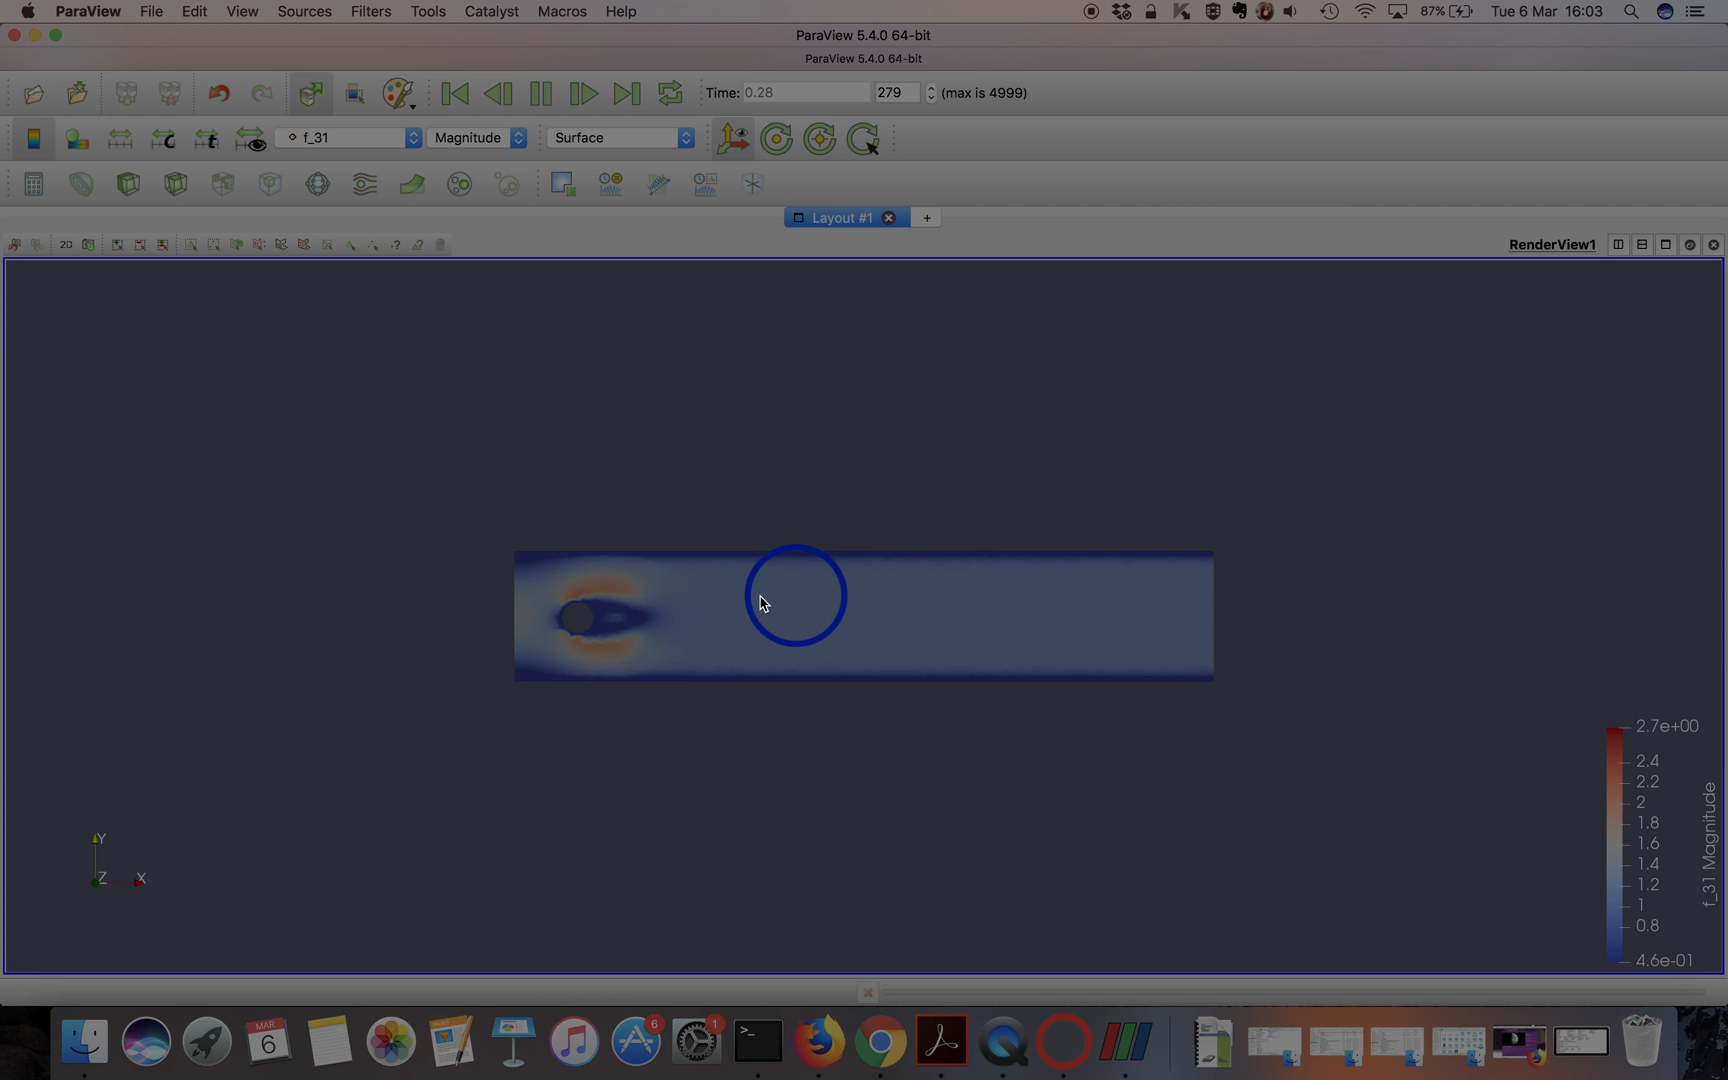 ParaView File Edit View Sources Filters Tools Catalyst Macros Help 87% Tue 6 Mar 16:03
ParaView 5.4.0 64-bit
ParaView 5.4.0 64-bit
Time: 0.28 279 (max is 4999)
f_31 Magnitude Surface
Layout #1 +
2D RenderView1
2.7e+00
2.4
2.2
2
1.8
1.6
1.4
1.2
1
0.8
4.6e-01
f_31 Magnitude
Y
Z X
MAR
6
6
1